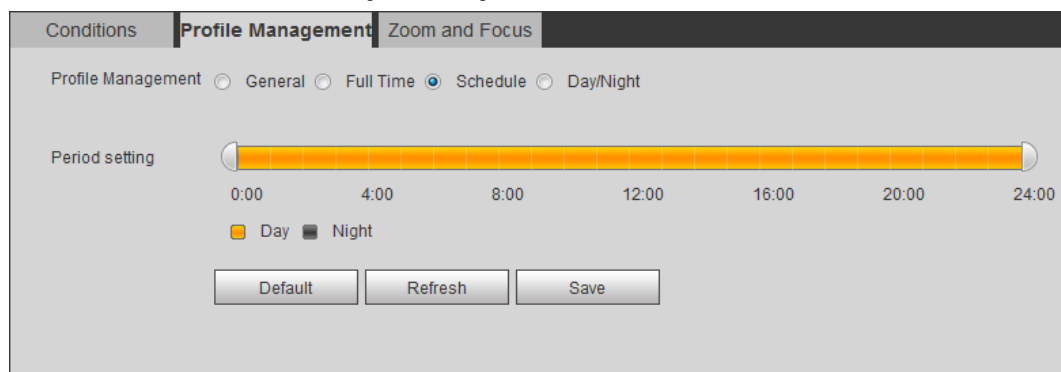 Conditions Profile Management Zoom and Focus
Profile Management General Full Time Schedule Day/Night
Period setting
0:00 4:00 8:00 12:00 16:00 20:00 24:00
Day Night
Default Refresh Save